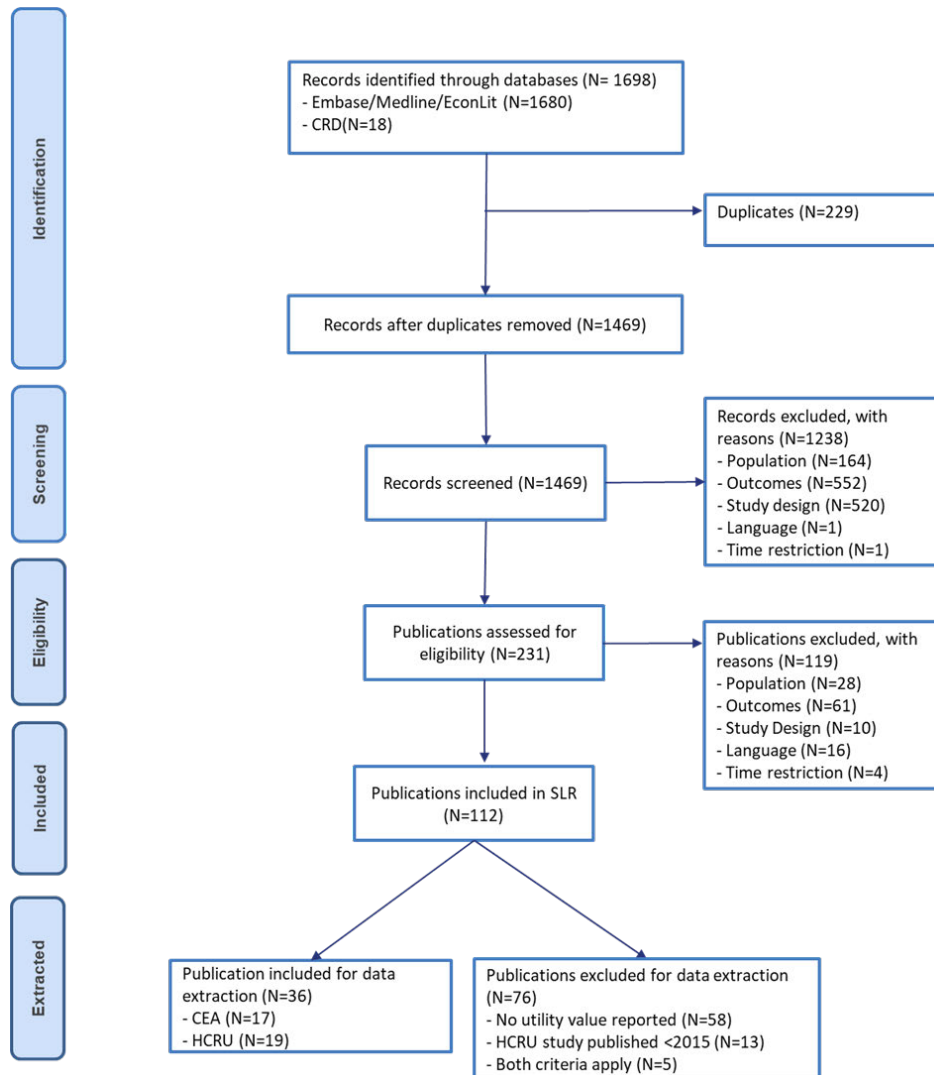 Identification
Records identified through databases (N= 1698)
- Embase/Medline/EconLit (N=1680)
- CRD(N=18)
Duplicates (N=229)
Records after duplicates removed (N=1469)
Screening
Records screened (N=1469)
Records excluded, with
reasons (N=1238)
- Population (N=164)
- Outcomes (N=552)
- Study design (N=520)
- Language (N=1)
- Time restriction (N=1)
Eligibility
Publications assessed for
eligibility (N=231)
Publications excluded, with
reasons (N=119)
- Population (N=28)
- Outcomes (N=61)
- Study Design (N=10)
- Language (N=16)
- Time restriction (N=4)
Included
Publications included in SLR
(N=112)
Extracted
Publication included for data
extraction (N=36)
- CEA (N=17)
- HCRU (N=19)
Publications excluded for data extraction
(N=76)
- No utility value reported (N=58)
- HCRU study published <2015 (N=13)
- Both criteria apply (N=5)